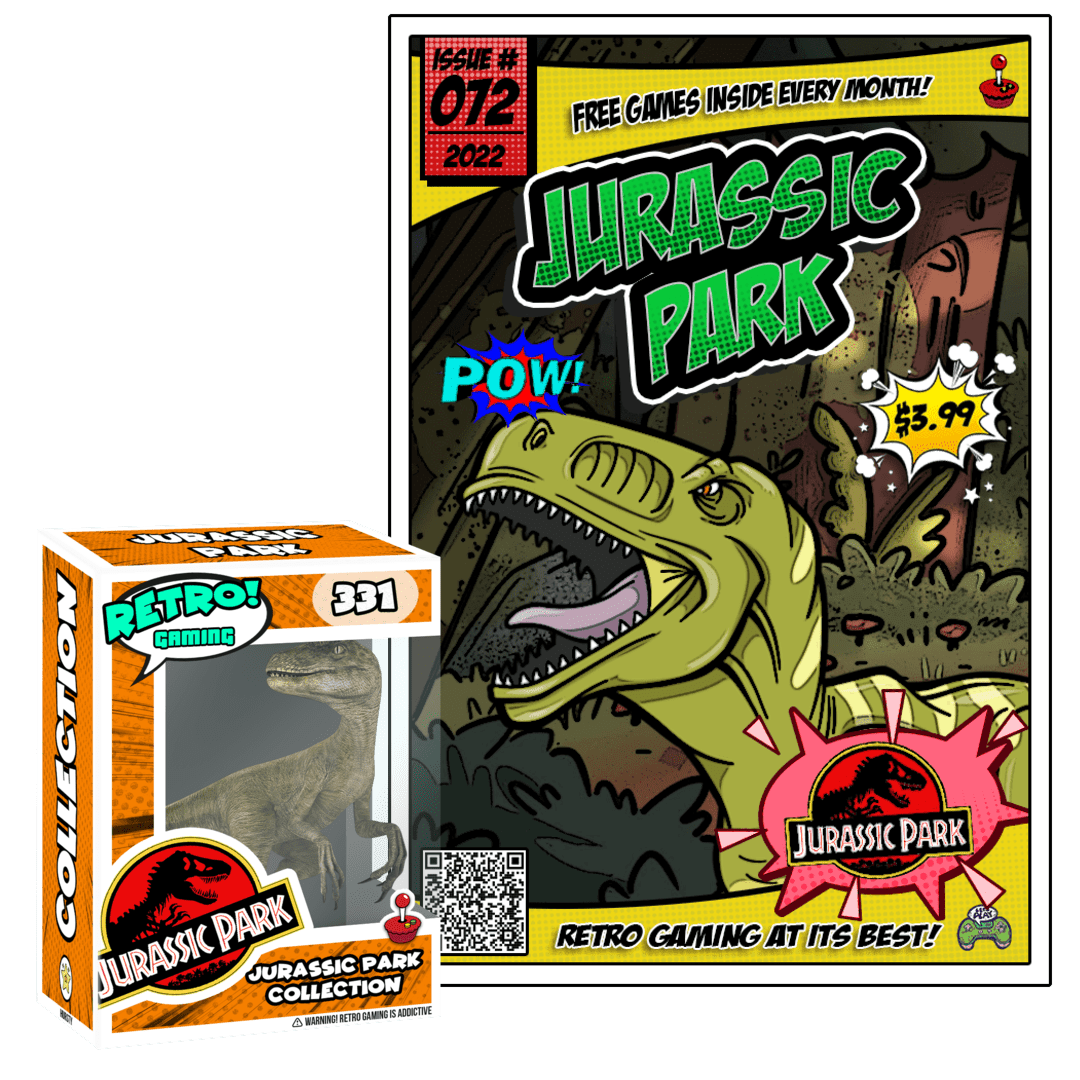 ISSUE #
072
2022
FREE GAMES INSIDE EVERY MONTH!
JURASSIC
PARK
POW!
$3.99
JURASSIC PARK
RETRO GAMING AT ITS BEST!
JURASSIC
PARK
RETRO!
GAMING
331
COLLECTION
JURASSIC PARK
JURASSIC PARK
COLLECTION
WARNING! RETRO GAMING IS ADDICTIVE